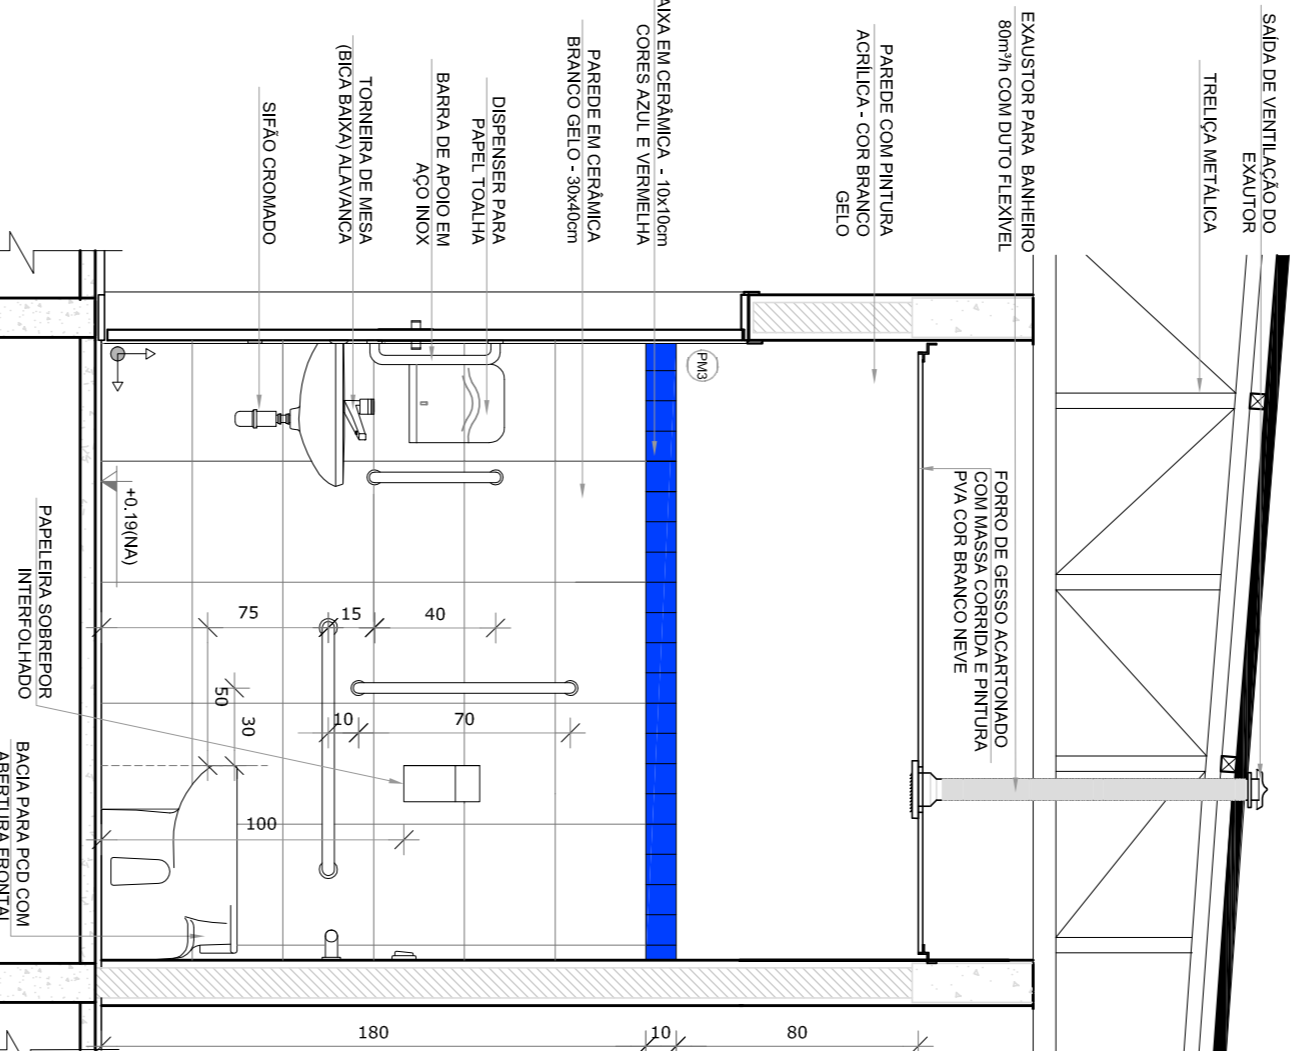 SAÍDA DE VENTILAÇÃO DO
EXAUTOR
TRELIÇA METÁLICA
EXAUSTOR PARA BANHEIRO
80m³/h COM DUTO FLEXÍVEL
PAREDE COM PINTURA
ACRÍLICA - COR BRANCO
GELO
AIXA EM CERÂMICA - 10x10cm
CORES AZUL E VERMELHA
PAREDE EM CERÂMICA
BRANCO GELO - 30x40cm
DISPENSER PARA
PAPEL TOALHA
BARRA DE APOIO EM
AÇO INOX
TORNEIRA DE MESA
(BICA BAIXA) ALAVANCA
SIFÃO CROMADO
PM3
FORRO DE GESSO ACARTONADO
COM MASSA CORRIDA E PINTURA
PVA COR BRANCO NEVE
+0.19(NA)
PAPELEIRA SOBREPOR
INTERFOLHADO
BACIA PARA PCD COM
ABERTURA FRONTAL
75
15
40
50
30
10
70
100
180
10
80